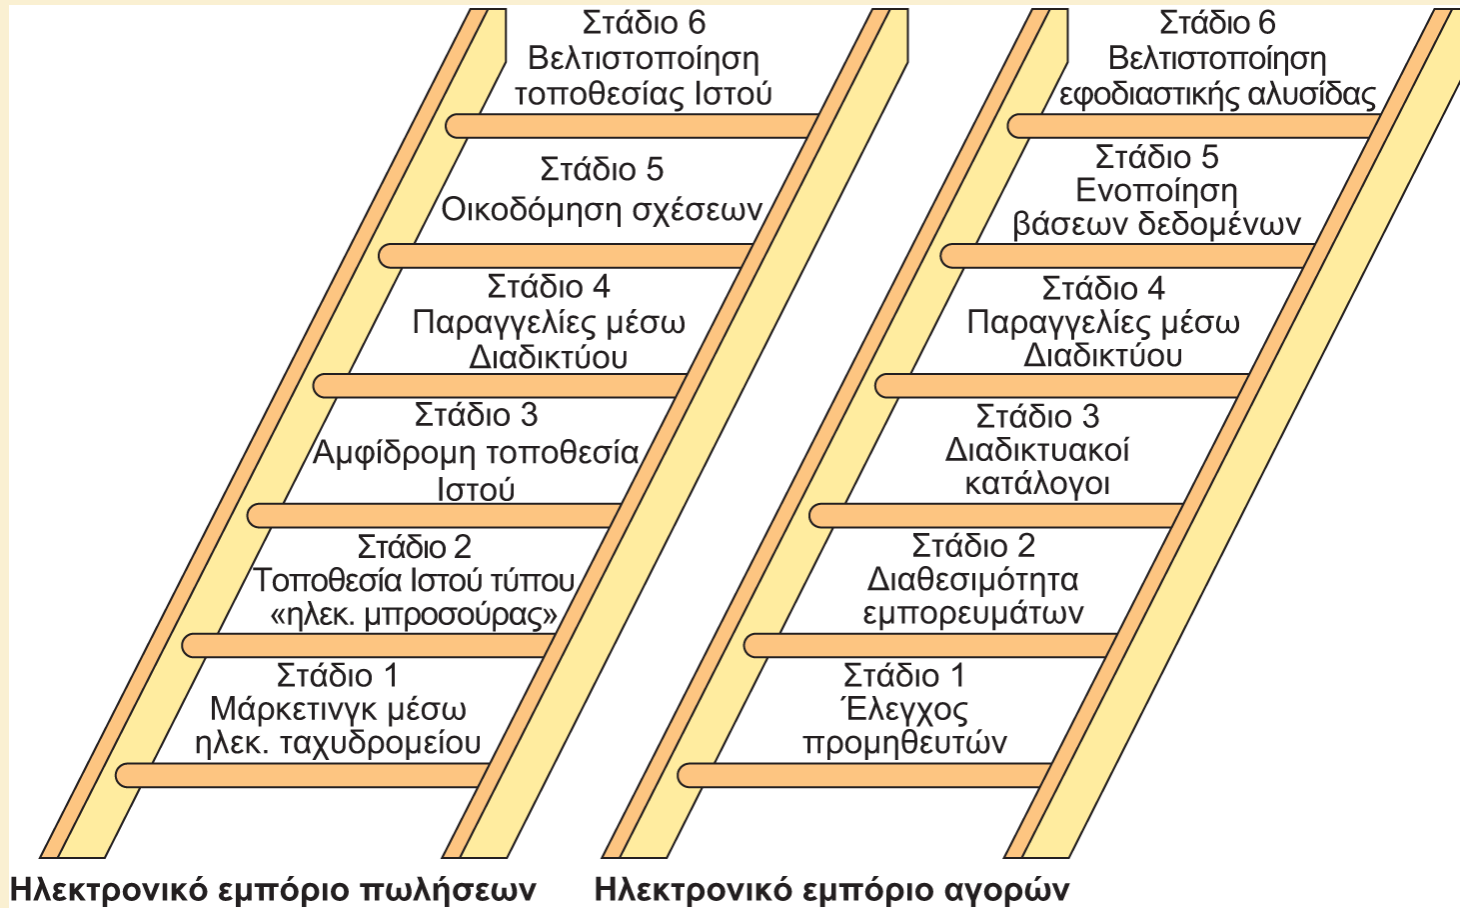 Στάδιο 6
Βελτιστοποίηση
τοποθεσίας Ιστού
Στάδιο 5
Οικοδόμηση σχέσεων
Στάδιο 4
Παραγγελίες μέσω
Διαδικτύου
Στάδιο 3
Αμφίδρομη τοποθεσία
Ιστού
Στάδιο 2
Τοποθεσία Ιστού τύπου
«ηλεκ. μπροσούρας»
Στάδιο 1
Μάρκετινγκ μέσω
ηλεκ. ταχυδρομείου
Ηλεκτρονικό εμπόριο πωλήσεων
Στάδιο 6
Βελτιστοποίηση
εφοδιαστικής αλυσίδας
Στάδιο 5
Ενοποίηση
βάσεων δεδομένων
Στάδιο 4
Παραγγελίες μέσω
Διαδικτύου
Στάδιο 3
Διαδικτυακοί
κατάλογοι
Στάδιο 2
Διαθεσιμότητα
εμπορευμάτων
Στάδιο 1
Έλεγχος
προμηθευτών
Ηλεκτρονικό εμπόριο αγορών